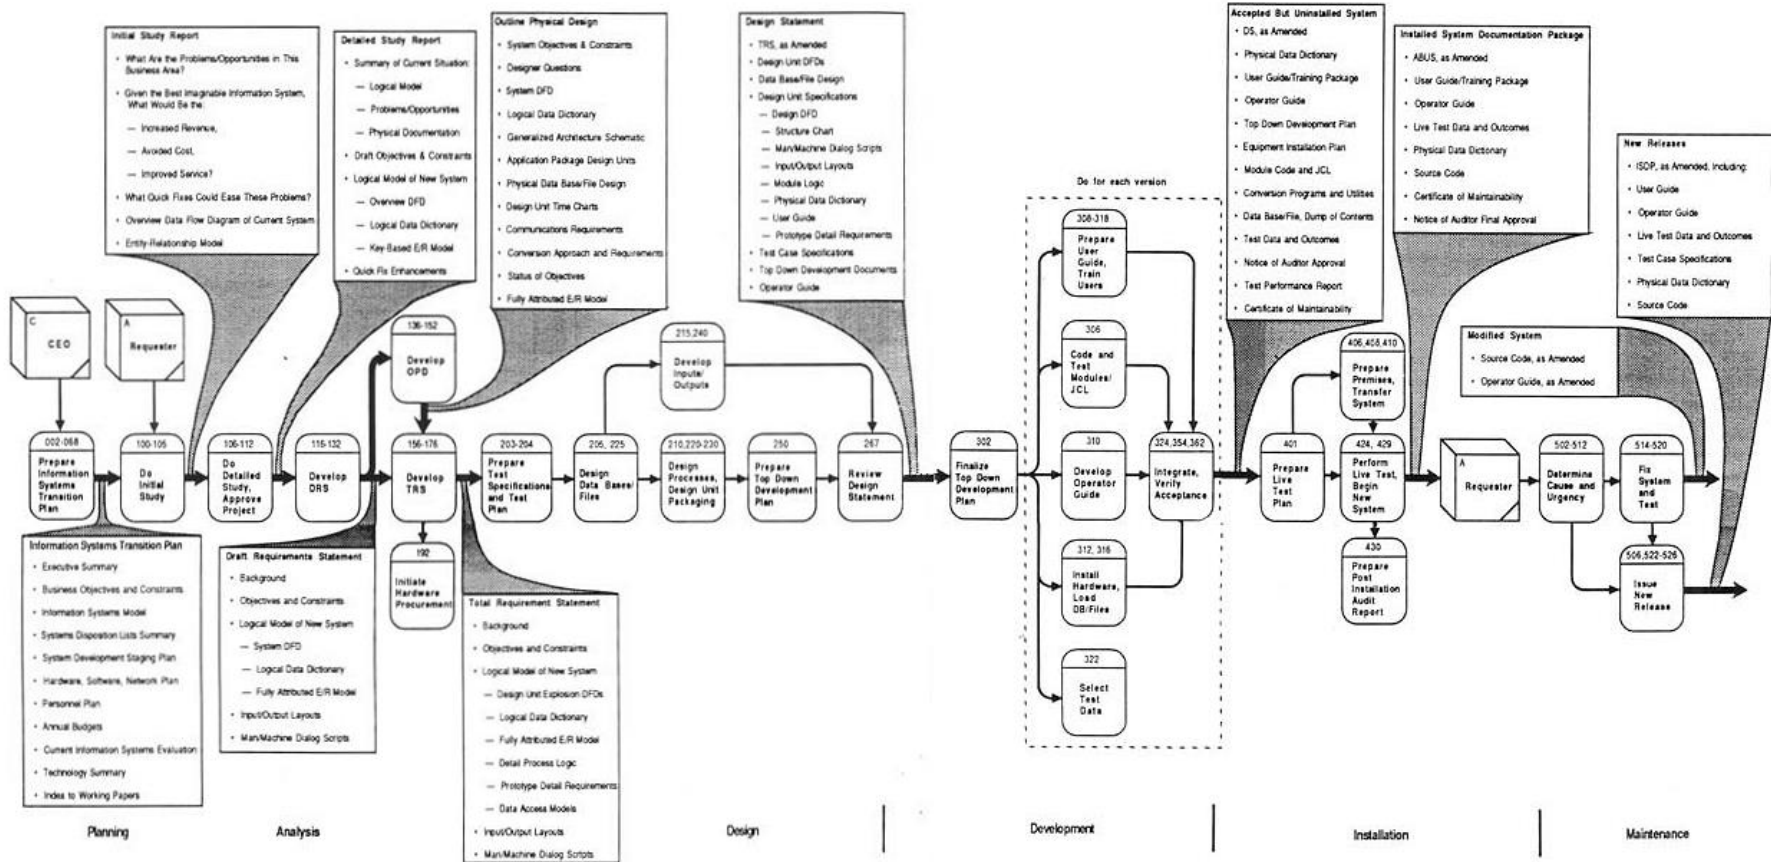 Initial Study Report
• What Are the Problems/Opportunities in This
Business Area?
• Given the Best Imaginable Information System,
What Would Be the:
— Increased Revenue,
— Avoided Cost,
— Improved Service?
• What Quick Fixes Could Ease These Problems?
• Overview Data Flow Diagram of Current System
• Entity-Relationship Model
Detailed Study Report
• Summary of Current Situation:
— Logical Model
— Problems/Opportunities
— Physical Documentation
• Draft Objectives & Constraints
• Logical Model of New System
— Overview DFD
— Logical Data Dictionary
— Key-Based E/R Model
• Quick Fix Enhancements
Outline Physical Design
• System Objectives & Constraints
• Designer Questions
• System DFD
• Logical Data Dictionary
• Generalized Architecture Schematic
• Application Package Design Units
• Physical Data Base/File Design
• Design Unit Time Charts
• Communications Requirements
• Conversion Approach and Requirements
• Status of Objectives
• Fully Attributed E/R Model
Design Statement
• TRS, as Amended
• Design Unit DFDs
• Data Base/File Design
• Design Unit Specifications
— Design DFD
— Structure Chart
— Man/Machine Dialog Scripts
— Input/Output Layouts
— Module Logic
— Physical Data Dictionary
— User Guide
— Prototype Detail Requirements
• Test Case Specifications
• Top Down Development Documents
• Operator Guide
Accepted But Uninstalled System
• DS, as Amended
• Physical Data Dictionary
• User Guide/Training Package
• Operator Guide
• Top Down Development Plan
• Equipment Installation Plan
• Module Code and JCL
• Conversion Programs and Utilities
• Data Base/File, Dump of Contents
• Test Data and Outcomes
• Notice of Auditor Approval
• Test Performance Report
• Certificate of Maintainability
Installed System Documentation Package
• ABUS, as Amended
• User Guide/Training Package
• Operator Guide
• Live Test Data and Outcomes
• Physical Data Dictionary
• Source Code
• Certificate of Maintainability
• Notice of Auditor Final Approval
New Releases
• ISDP, as Amended, Including:
• User Guide
• Operator Guide
• Live Test Data and Outcomes
• Test Case Specifications
• Physical Data Dictionary
• Source Code
Modified System
• Source Code, as Amended
• Operator Guide, as Amended
C
CEO
A
Requester
002-068
Prepare
Information
Systems
Transition
Plan
100-105
Do
Initial
Study
106-112
Do
Detailed
Study,
Approve
Project
116-132
Develop
DRS
136-152
Develop
OPD
156-176
Develop
TRS
192
Initiate
Hardware
Procurement
203-204
Prepare
Test
Specifications
and Test
Plan
205, 225
Design
Data Bases/
Files
215,240
Develop
Inputs/
Outputs
210,220-230
Design
Processes,
Design Unit
Packaging
250
Prepare
Top Down
Development
Plan
267
Review
Design
Statement
302
Finalize
Top Down
Development
Plan
Do for each version
308-318
Prepare
User
Guide,
Train
Users
306
Code and
Test
Modules/
JCL
310
Develop
Operator
Guide
312, 316
Install
Hardware,
Load
DB/Files
322
Select
Test
Data
324,354,362
Integrate,
Verify
Acceptance
401
Prepare
Live Test
Plan
406,408,410
Prepare
Premises,
Transfer
System
424, 429
Perform
Live Test,
Begin
New
System
430
Prepare
Post
Installation
Audit
Report
A
Requester
502-512
Determine
Cause and
Urgency
514-520
Fix
System
and
Test
506,522-526
Issue
New
Release
Information Systems Transition Plan
• Executive Summary
• Business Objectives and Constraints
• Information Systems Model
• Systems Disposition Lists Summary
• System Development Staging Plan
• Hardware, Software, Network Plan
• Personnel Plan
• Annual Budgets
• Current Information Systems Evaluation
• Technology Summary
• Index to Working Papers
Draft Requirements Statement
• Background
• Objectives and Constraints
• Logical Model of New System
— System DFD
— Logical Data Dictionary
— Fully Attributed E/R Model
• Input/Output Layouts
• Man/Machine Dialog Scripts
Total Requirement Statement
• Background
• Objectives and Constraints
• Logical Model of New System
— Design Unit Explosion DFDs
— Logical Data Dictionary
— Fully Attributed E/R Model
— Detail Process Logic
— Prototype Detail Requirements
— Data Access Models
• Input/Output Layouts
• Man/Machine Dialog Scripts
Planning
Analysis
Design
Development
Installation
Maintenance